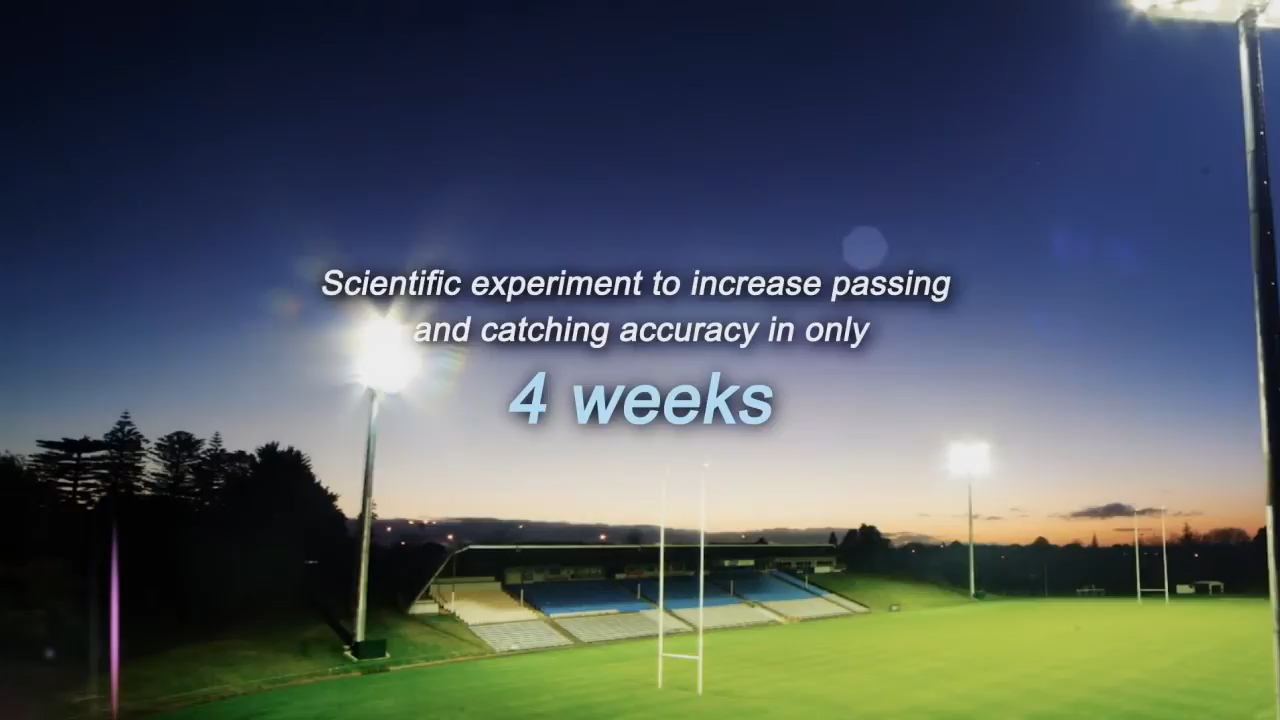 Scientific experiment to increase passing
and catching accuracy in only
4 weeks